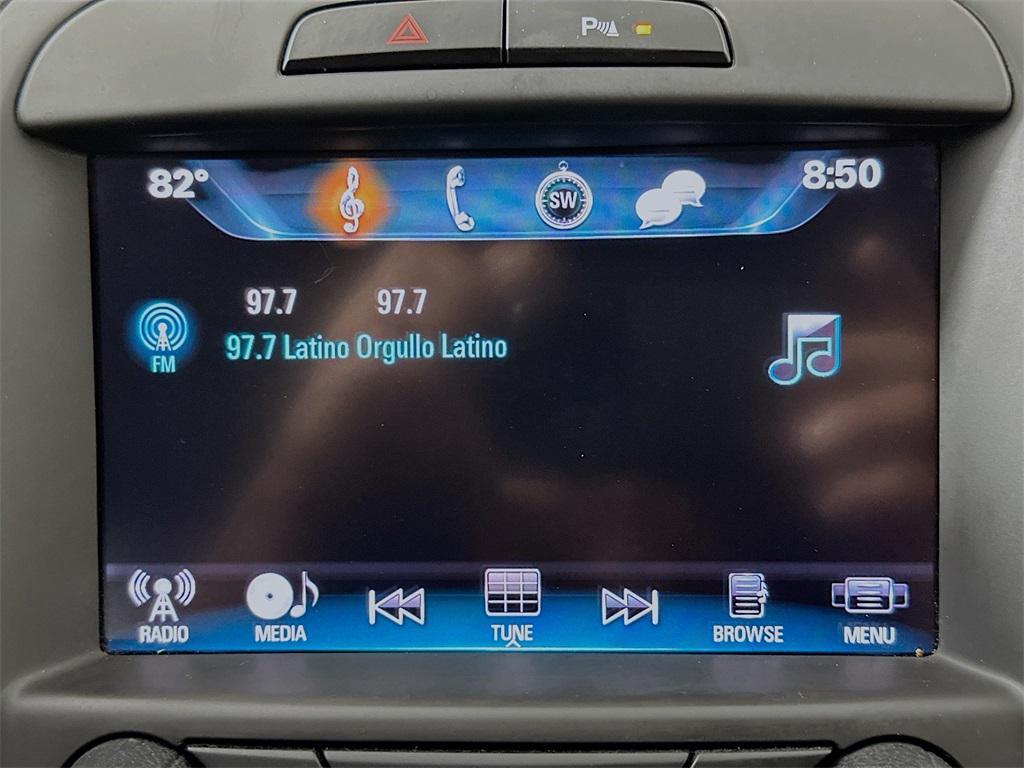 P
82° SW 8:50
97.7 97.7
FM 97.7 Latino Orgullo Latino
RADIO MEDIA TUNE BROWSE MENU